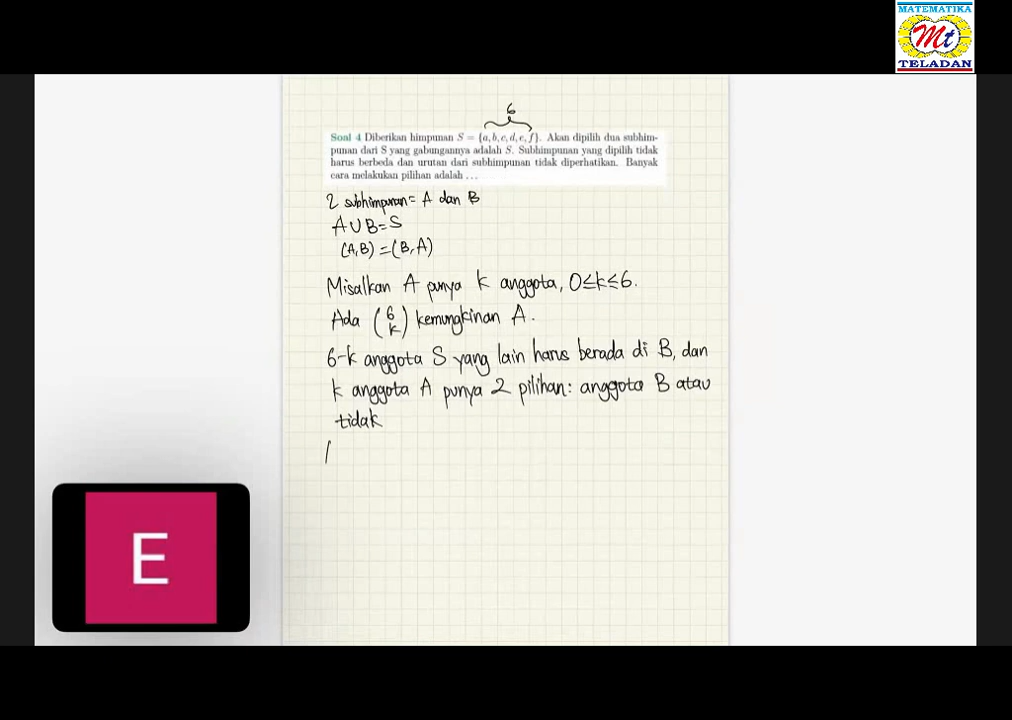 MATEMATIKA
Mt
TELADAN
6
Soal 4 Diberikan himpunan S = {a, b, c, d, e, f}. Akan dipilih dua subhim-
punan dari S yang gabungannya adalah S. Subhimpunan yang dipilih tidak
harus berbeda dan urutan dari subhimpunan tidak diperhatikan. Banyak
cara melakukan pilihan adalah ...
2 subhimpunan = A dan B
A∪B=S
(A,B) =(B,A)
Misalkan A punya k anggota, 0≤k≤6.
Ada (6 k) kemungkinan A.
6-k anggota S yang lain harus berada di B, dan
k anggota A punya 2 pilihan: anggota B atau
tidak
E